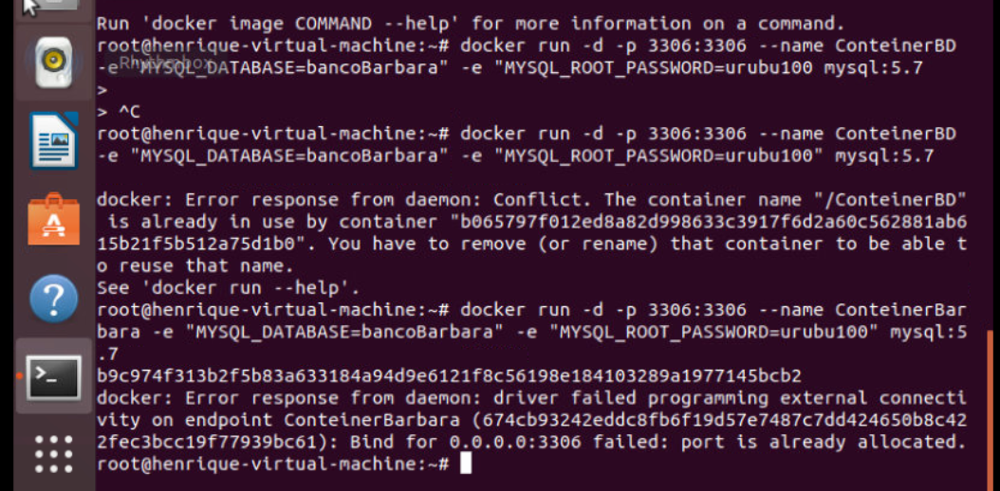 Run 'docker image COMMAND --help' for more information on a command.
root@henrique-virtual-machine:~# docker run -d -p 3306:3306 --name ConteinerBD
-e "MYSQL_DATABASE=bancoBarbara" -e "MYSQL_ROOT_PASSWORD=urubu100 mysql:5.7
Rhythmbox
>
> ^C
root@henrique-virtual-machine:~# docker run -d -p 3306:3306 --name ConteinerBD
-e "MYSQL_DATABASE=bancoBarbara" -e "MYSQL_ROOT_PASSWORD=urubu100" mysql:5.7
docker: Error response from daemon: Conflict. The container name "/ConteinerBD"
is already in use by container "b065797f012ed8a82d998633c3917f6d2a60c562881ab6
15b21f5b512a75d1b0". You have to remove (or rename) that container to be able t
o reuse that name.
See 'docker run --help'.
root@henrique-virtual-machine:~# docker run -d -p 3306:3306 --name ConteinerBar
bara -e "MYSQL_DATABASE=bancoBarbara" -e "MYSQL_ROOT_PASSWORD=urubu100" mysql:5
.7
b9c974f313b2f5b83a633184a94d9e6121f8c56198e184103289a1977145bcb2
docker: Error response from daemon: driver failed programming external connecti
vity on endpoint ConteinerBarbara (674cb93242eddc8fb6f19d57e7487c7dd424650b8c42
2fec3bcc19f77939bc61): Bind for 0.0.0.0:3306 failed: port is already allocated.
root@henrique-virtual-machine:~#